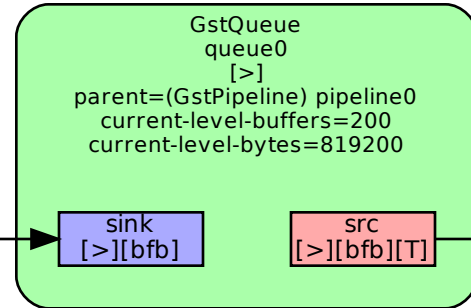 GstQueue
queue0
[>]
parent=(GstPipeline) pipeline0
current-level-buffers=200
current-level-bytes=819200
sink
[>][bfb]
src
[>][bfb][T]